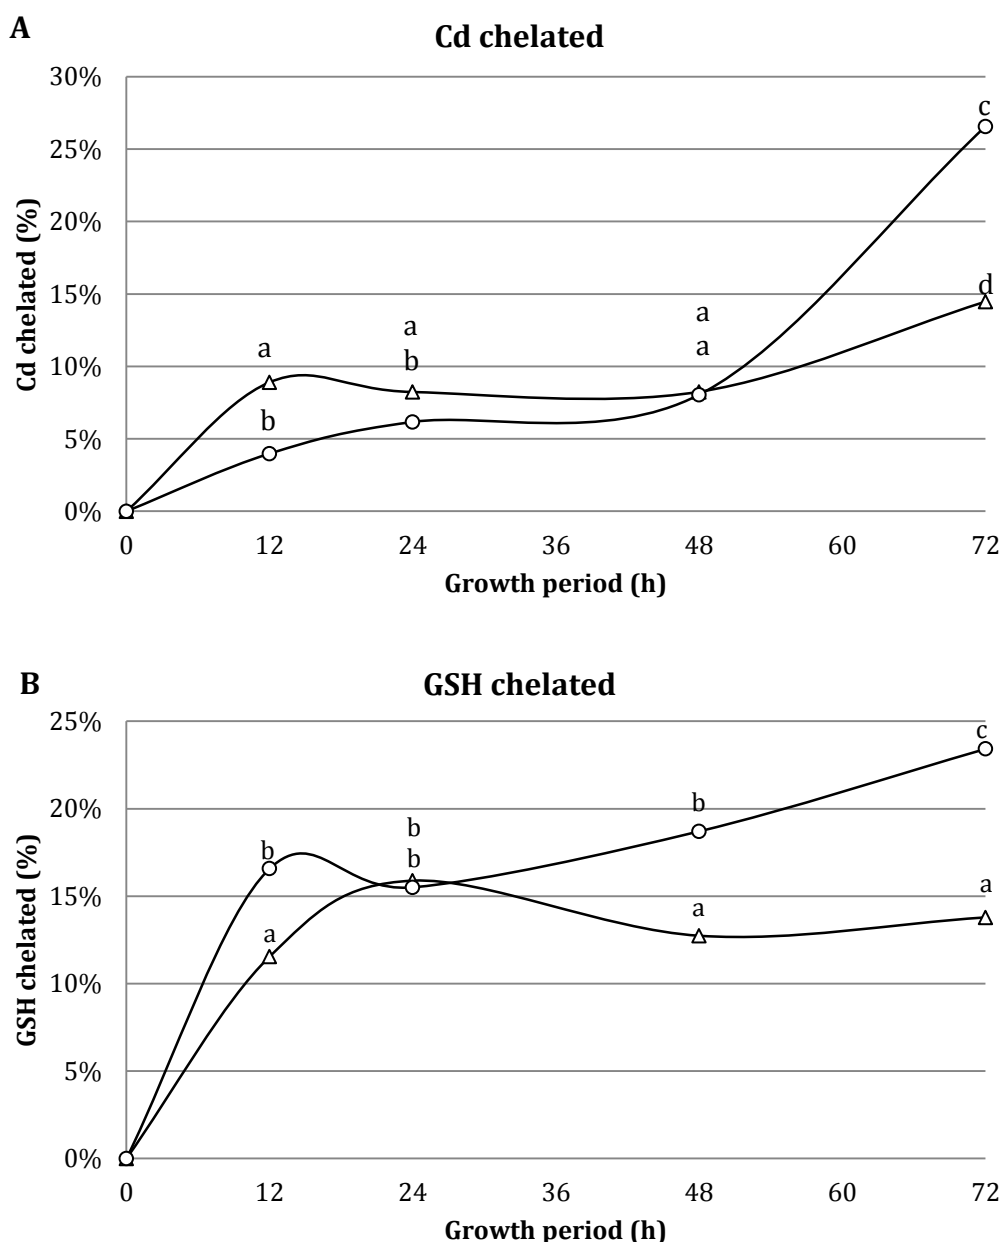 A
Cd chelated
30%
25%
20%
15%
10%
5%
0%
Cd chelated (%)
a
b
a
b
a
a
c
d
0 12 24 36 48 60 72
Growth period (h)
B
GSH chelated
25%
20%
15%
10%
5%
0%
GSH chelated (%)
b
a
b
b
b
a
c
a
0 12 24 36 48 60 72
Growth period (h)